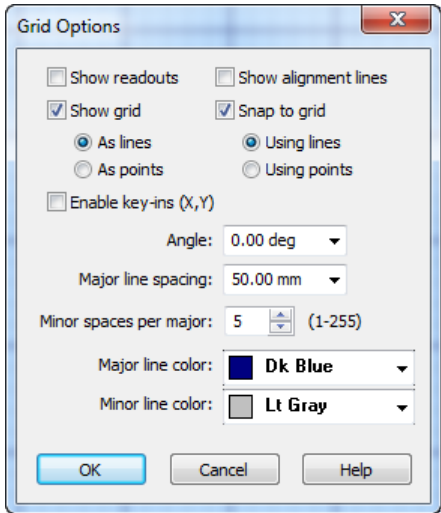 Grid Options
Show readouts Show alignment lines
Show grid Snap to grid
As lines Using lines
As points Using points
Enable key-ins (X,Y)
Angle: 0.00 deg
Major line spacing: 50.00 mm
Minor spaces per major: 5 (1-255)
Major line color: Dk Blue
Minor line color: Lt Gray
OK Cancel Help